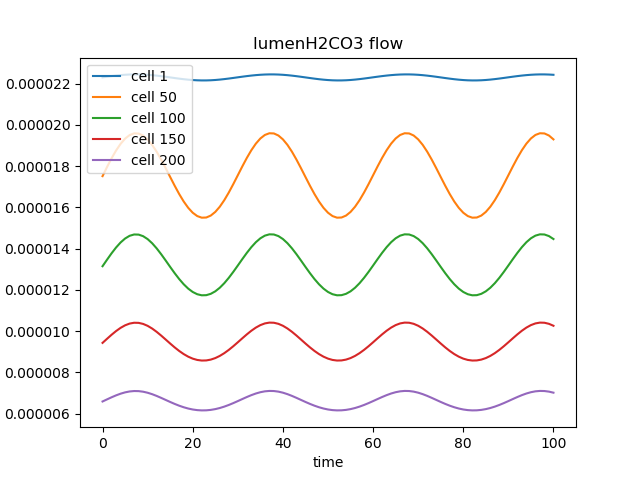 lumenH2CO3 flow
cell 1
cell 50
cell 100
cell 150
cell 200
0.000022
0.000020
0.000018
0.000016
0.000014
0.000012
0.000010
0.000008
0.000006
0 20 40 60 80 100
time